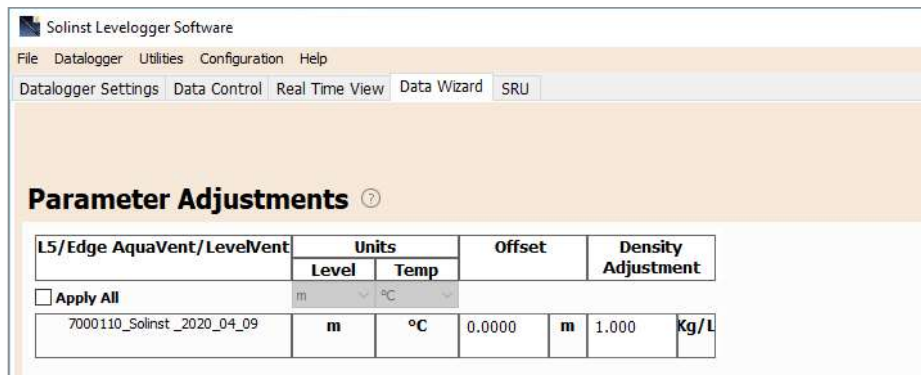 Solinst Levelogger Software
File Datalogger Utilities Configuration Help
Datalogger Settings Data Control Real Time View Data Wizard SRU
Parameter Adjustments ?
L5/Edge AquaVent/LevelVent Units Offset Density Adjustment
Level Temp
Apply All m °C
7000110_Solinst _2020_04_09 m °C 0.0000 m 1.000 Kg/L